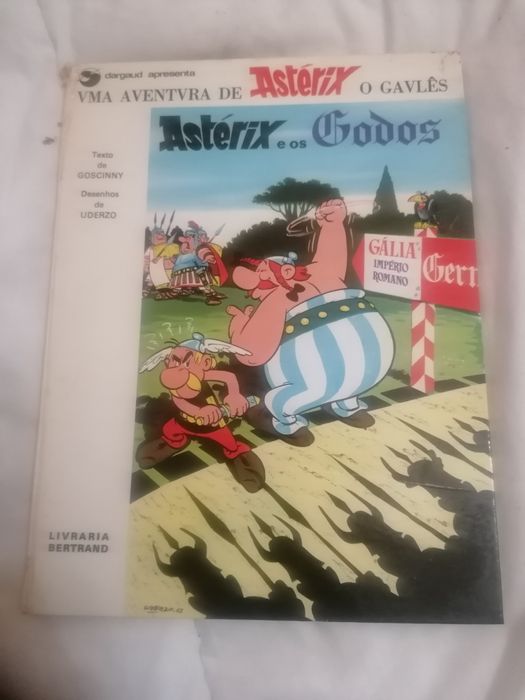 dargaud apresenta
VMA AVENTVRA DE Astérix O GAVLÊS
Astérix e os Godos
Texto
de
GOSCINNY
Desenhos
de
UDERZO
GÁLIA
IMPÉRIO
ROMANO
Germ
LIVRARIA
BERTRAND